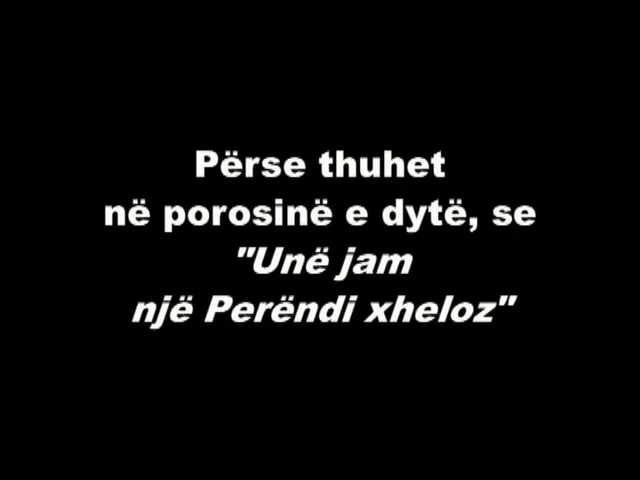 Përse thuhet
në porosinë e dytë, se
"Unë jam
një Perëndi xheloz"